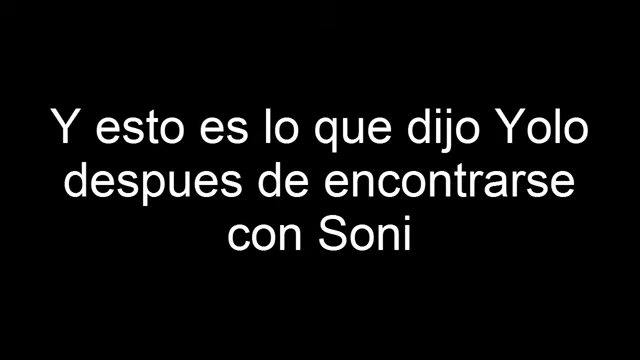 Y esto es lo que dijo Yolo
despues de encontrarse
con Soni